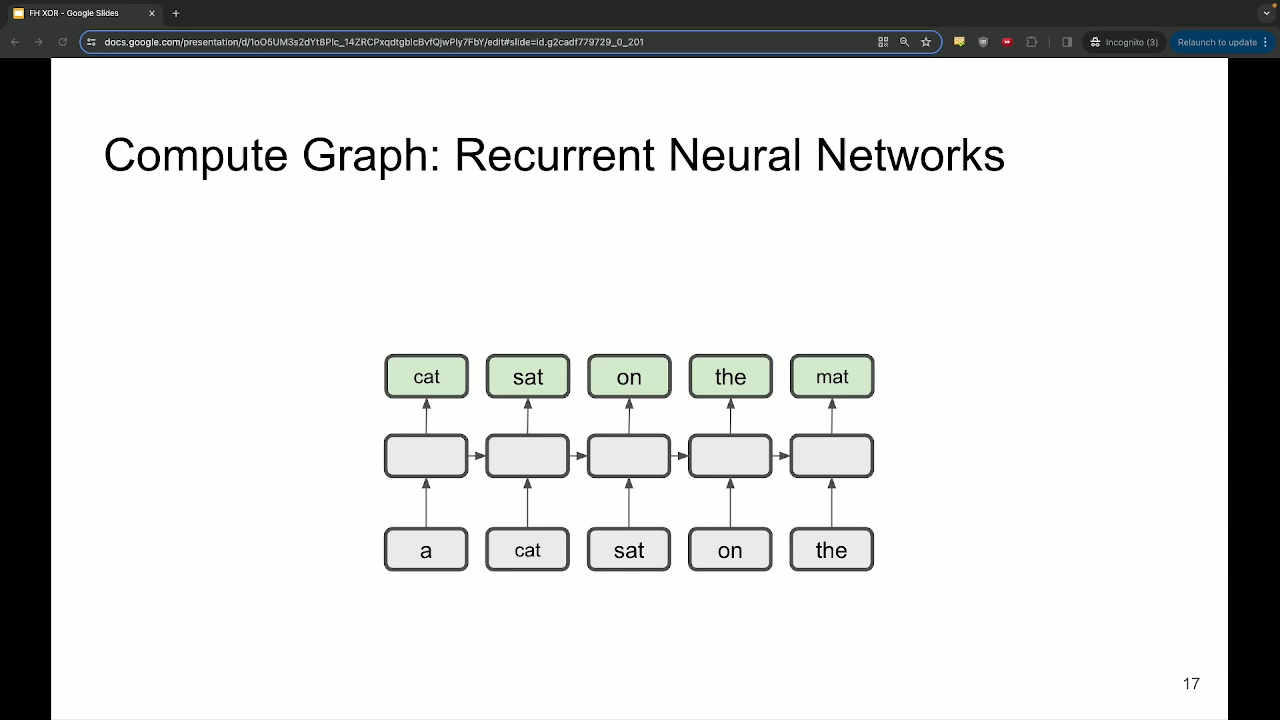 FH XOR - Google Slides
docs.google.com/presentation/d/1oO5UM3s2dYt8Plc_14ZRCPxqdtgblcBvfQjwPly7FbY/edit#slide=id.g2cadf779729_0_201
Incognito (3)
Relaunch to update
Compute Graph: Recurrent Neural Networks
cat sat on the mat
a cat sat on the
17